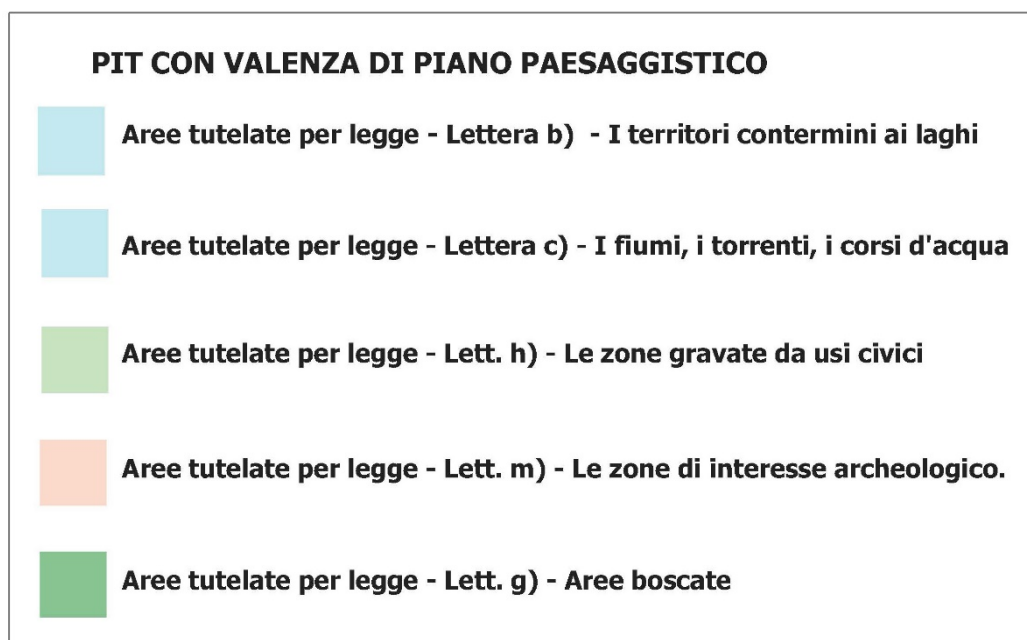 PIT CON VALENZA DI PIANO PAESAGGISTICO
Aree tutelate per legge - Lettera b) - I territori contermini ai laghi
Aree tutelate per legge - Lettera c) - I fiumi, i torrenti, i corsi d'acqua
Aree tutelate per legge - Lett. h) - Le zone gravate da usi civici
Aree tutelate per legge - Lett. m) - Le zone di interesse archeologico.
Aree tutelate per legge - Lett. g) - Aree boscate